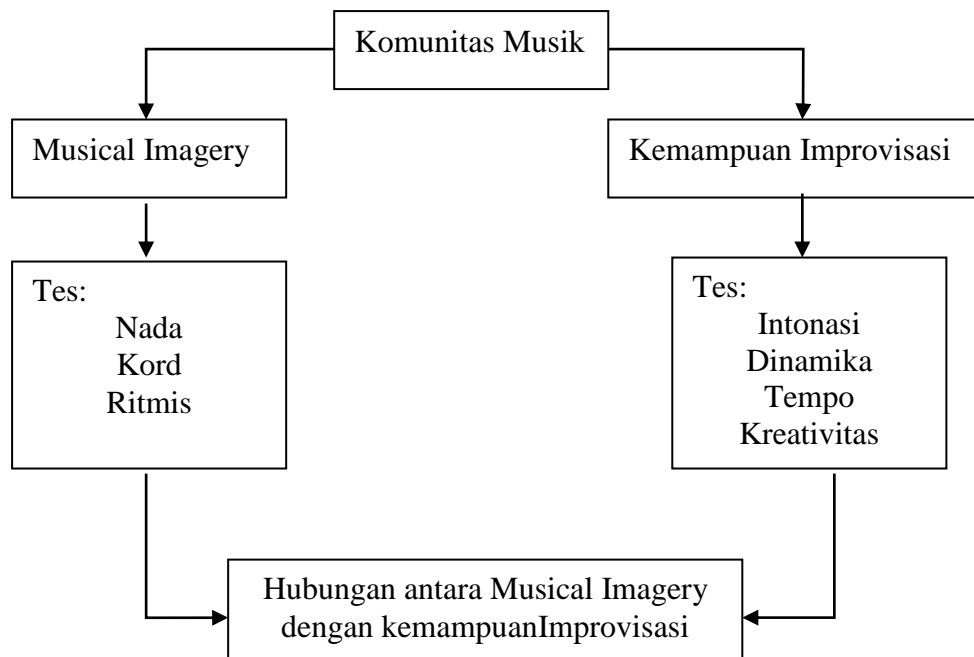 Komunitas Musik
Musical Imagery
Kemampuan Improvisasi
Tes:
Nada
Kord
Ritmis
Tes:
Intonasi
Dinamika
Tempo
Kreativitas
Hubungan antara Musical Imagery
dengan kemampuanImprovisasi